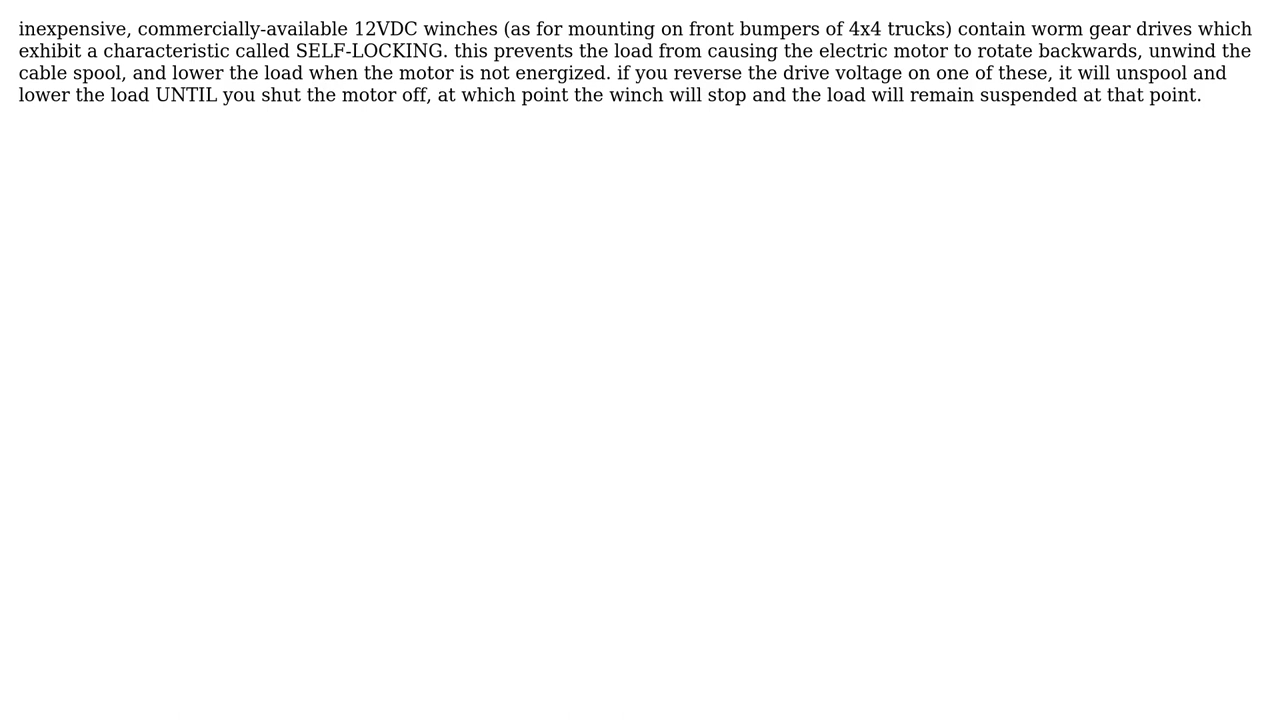 inexpensive, commercially-available 12VDC winches (as for mounting on front bumpers of 4x4 trucks) contain worm gear drives which
exhibit a characteristic called SELF-LOCKING. this prevents the load from causing the electric motor to rotate backwards, unwind the
cable spool, and lower the load when the motor is not energized. if you reverse the drive voltage on one of these, it will unspool and
lower the load UNTIL you shut the motor off, at which point the winch will stop and the load will remain suspended at that point.